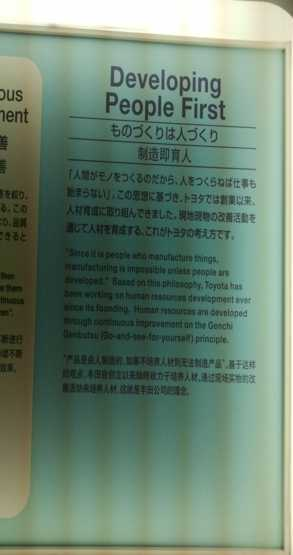 ous
ment
善
善
Developing
People First
ものづくりは人づくり
制造即育人
「人間がモノをつくるのだから、人をつくらねば仕事も
始まらない」。この思想に基づき、トヨタでは創業以来、
人材育成に取り組んできました。現地現物の改善活動を
通じて人材を育成する、これがトヨタの考え方です。
"Since it is people who manufacture things,
manufacturing is impossible unless people are
developed." Based on this philosophy, Toyota has
been working on human resources development ever
since its founding. Human resources are developed
through continuous improvement on the Genchi
Genbutsu (Go-and-see-for-yourself) principle.
"产品是由人制造的,如果不培养人材则无法制造产品",基于这样
的观点,丰田自创立以来始终致力于培养人材。通过现场实物的改
善活动来培养人材,这就是丰田公司的理念。